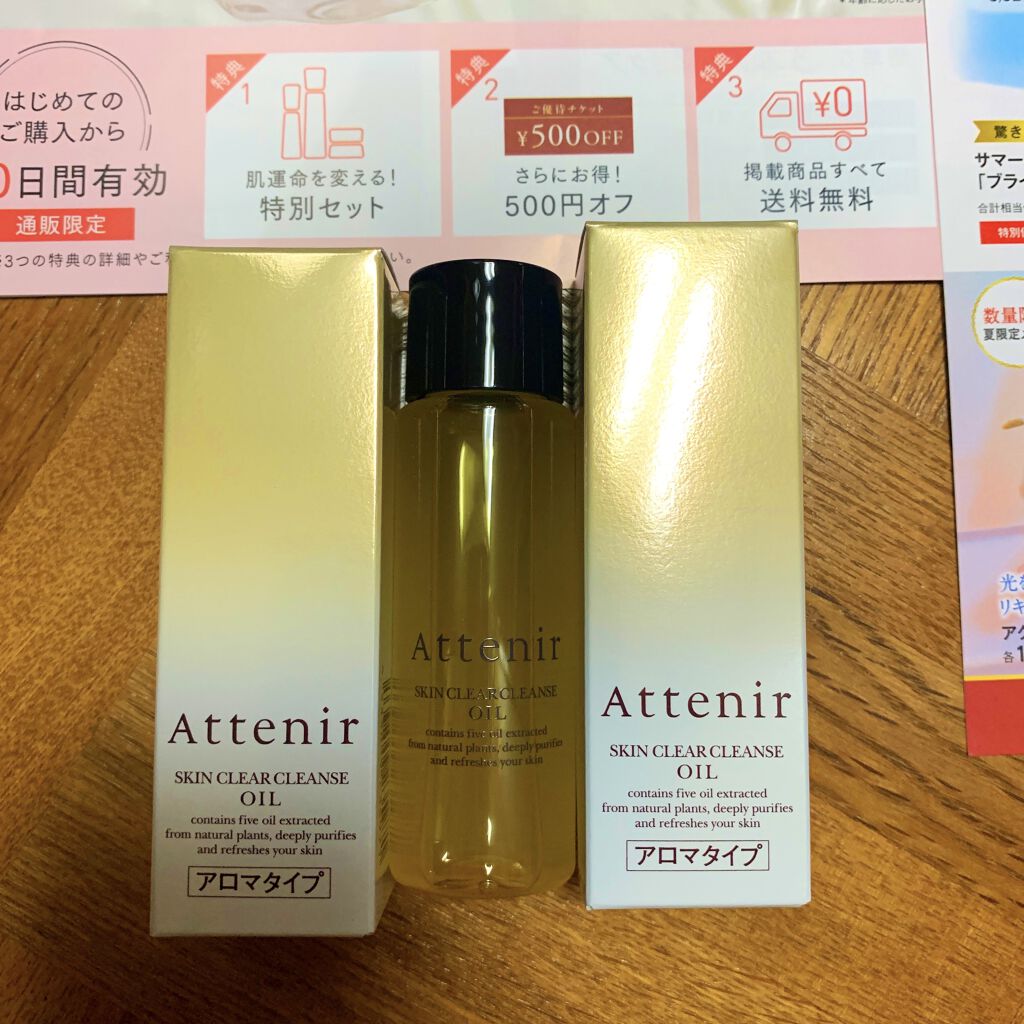 はじめての
ご購入から
0日間有効
通販限定
3つの特典の詳細やご
特典
1
肌運命を変える!
特別セット
特典
2
ご優待チケット
¥500OFF
さらにお得!
500円オフ
特典
3
¥0
掲載商品すべて
送料無料
驚き
サマー
「ブライ
合計相当
特別価
数量限
夏限定
光を
リキ
アク
各1
Attenir
SKIN CLEAR CLEANSE
OIL
contains five oil extracted
from natural plants, deeply purifies
and refreshes your skin
アロマタイプ
Attenir
SKIN CLEAR CLEANSE
OIL
contains five oil extracted
from natural plants, deeply purifies
and refreshes your skin
Attenir
SKIN CLEAR CLEANSE
OIL
contains five oil extracted
from natural plants, deeply purifies
and refreshes your skin
アロマタイプ